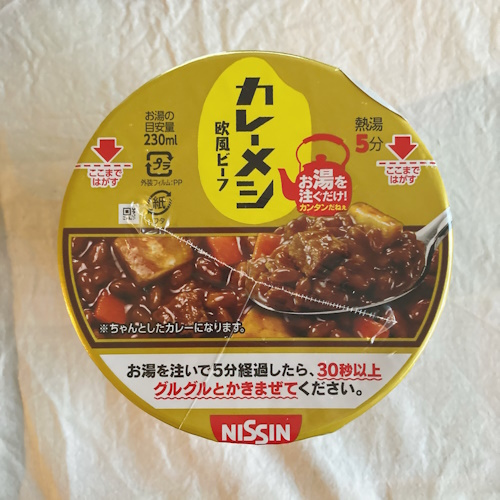 カレーメシ
欧風ビーフ
お湯の
目安量
230ml
プラ
外装フィルム:PP
紙
フタ
熱湯
5分
ここまで
はがす
ここまで
はがす
お湯を
注ぐだけ!
カンタンだねぇ
※ちゃんとしたカレーになります。
お湯を注いで5分経過したら、30秒以上
グルグルとかきまぜてください。
NISSIN